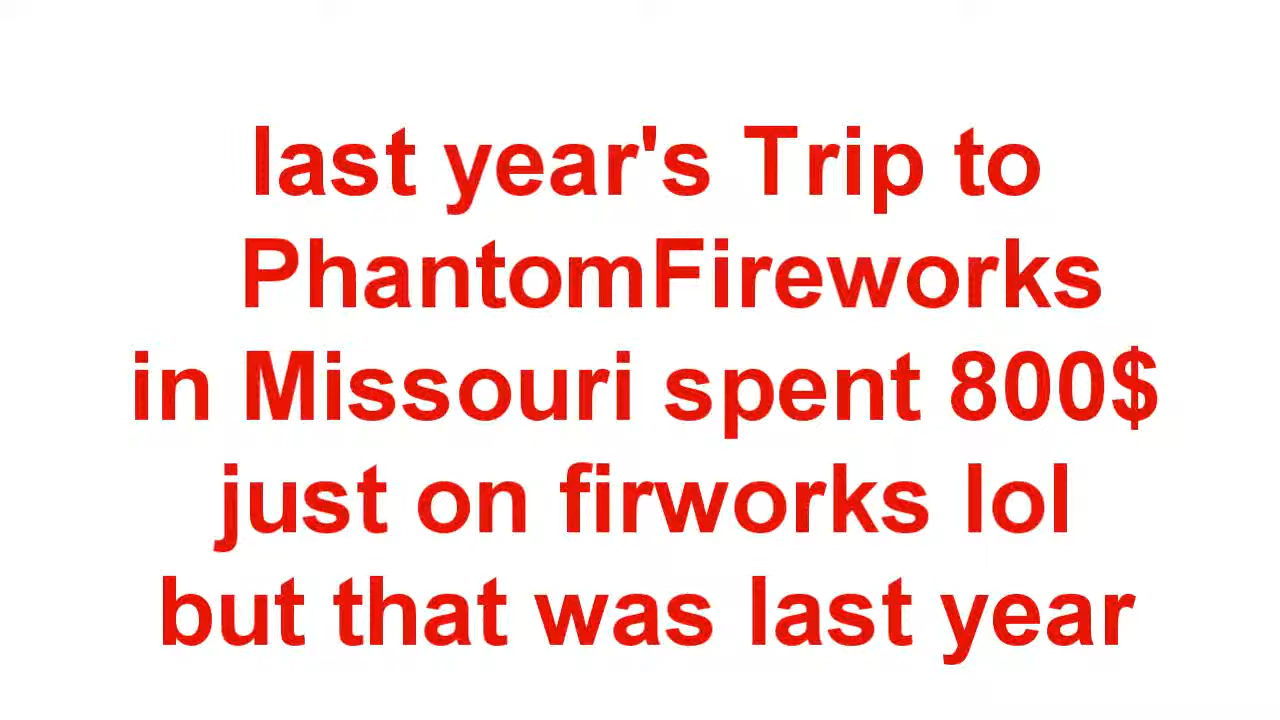 last year's Trip to
PhantomFireworks
in Missouri spent 800$
just on firworks lol
but that was last year